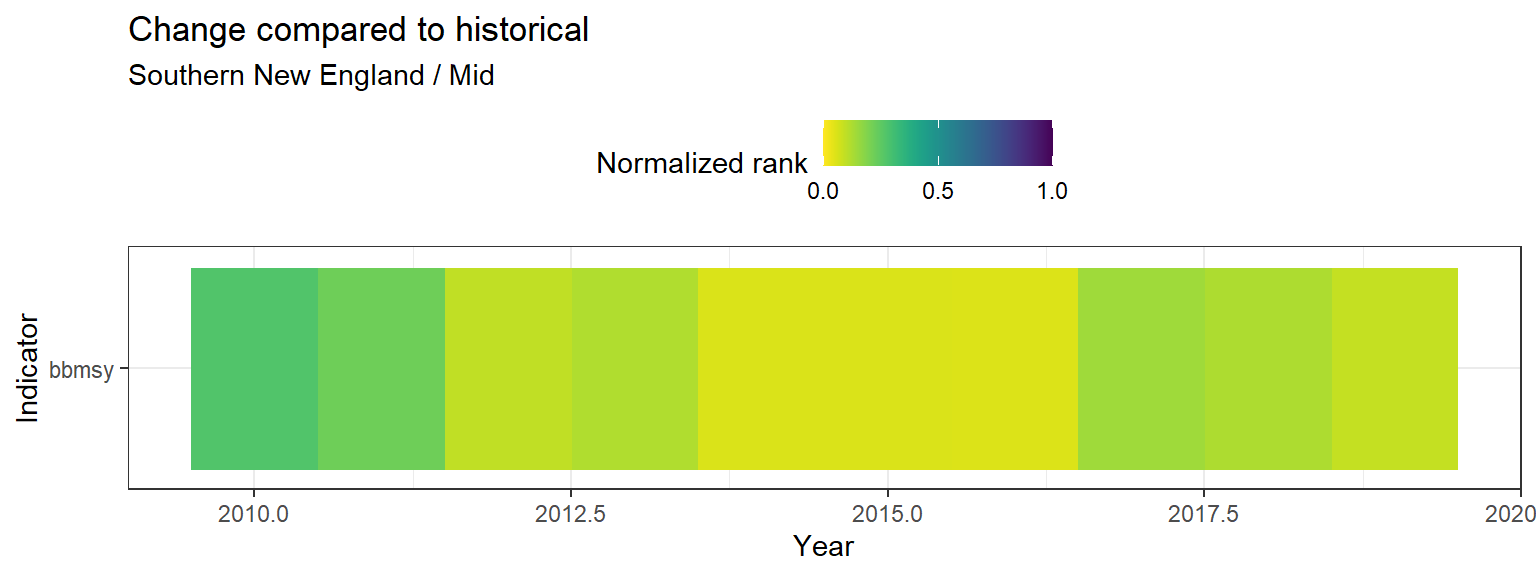 Change compared to historical
Southern New England / Mid
Normalized rank
0.0 0.5 1.0
Indicator
bbmsy
2010.0 2012.5 2015.0 2017.5 2020
Year